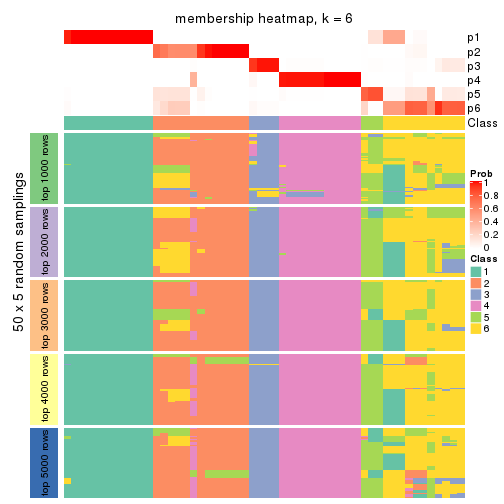 membership heatmap, k = 6
p1
p2
p3
p4
p5
p6
Class
50 x 5 random samplings
top 1000 rows
top 2000 rows
top 3000 rows
top 4000 rows
top 5000 rows
Prob
1
0.8
0.6
0.4
0.2
0
Class
1
2
3
4
5
6